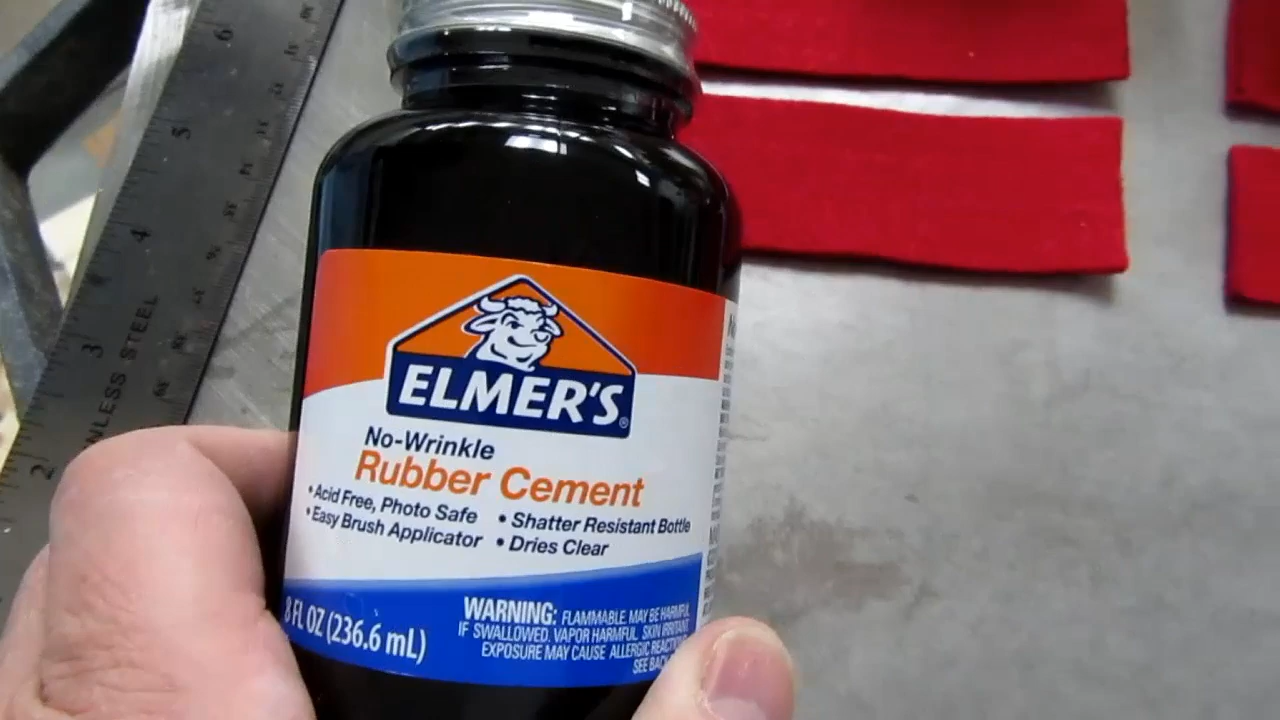 ELMER'S®
No-Wrinkle
Rubber Cement
• Acid Free, Photo Safe
• Easy Brush Applicator
• Shatter Resistant Bottle
• Dries Clear
8 FL OZ (236.6 mL)
WARNING: FLAMMABLE. MAY BE HARMFUL
IF SWALLOWED. VAPOR HARMFUL. SKIN IRRITANT.
EXPOSURE MAY CAUSE ALLERGIC
SEE BACK
6
5
4
3
2
NLESS STEEL